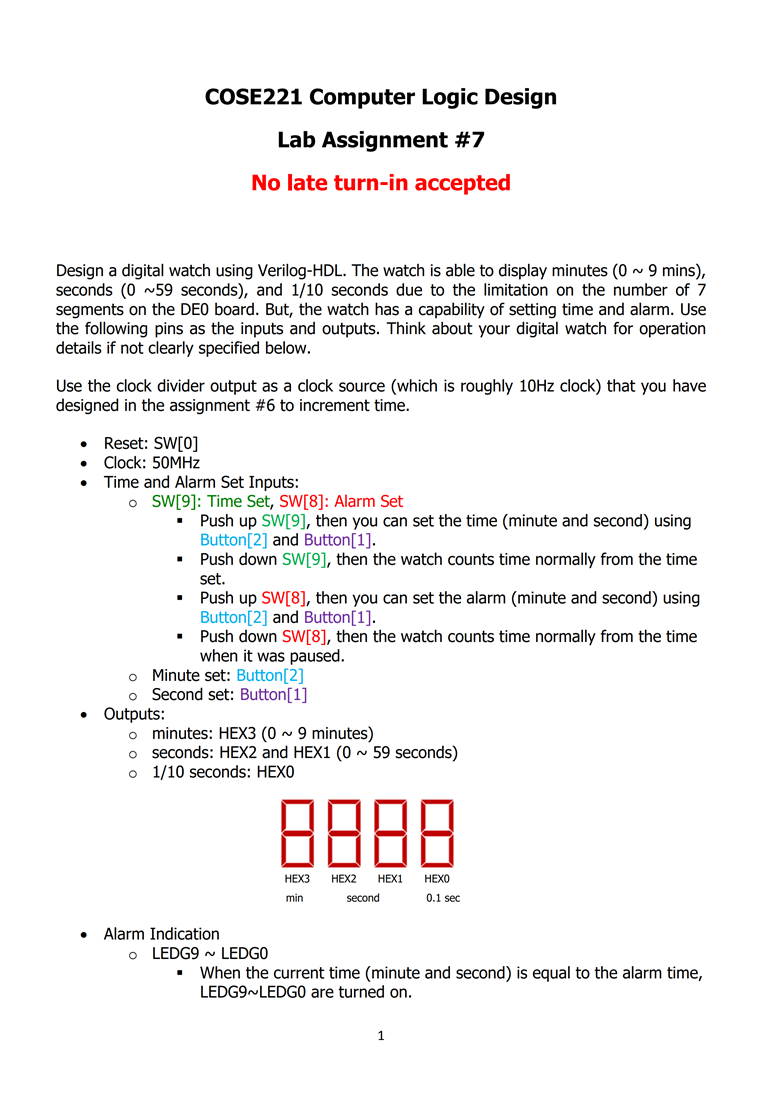 COSE221 Computer Logic Design
Lab Assignment #7
No late turn-in accepted
Design a digital watch using Verilog-HDL. The watch is able to display minutes (0 ~ 9 mins),
seconds (0 ~59 seconds), and 1/10 seconds due to the limitation on the number of 7
segments on the DE0 board. But, the watch has a capability of setting time and alarm. Use
the following pins as the inputs and outputs. Think about your digital watch for operation
details if not clearly specified below.
Use the clock divider output as a clock source (which is roughly 10Hz clock) that you have
designed in the assignment #6 to increment time.
• Reset: SW[0]
• Clock: 50MHz
• Time and Alarm Set Inputs:
o SW[9]: Time Set, SW[8]: Alarm Set
▪ Push up SW[9], then you can set the time (minute and second) using
Button[2] and Button[1].
▪ Push down SW[9], then the watch counts time normally from the time
set.
▪ Push up SW[8], then you can set the alarm (minute and second) using
Button[2] and Button[1].
▪ Push down SW[8], then the watch counts time normally from the time
when it was paused.
o Minute set: Button[2]
o Second set: Button[1]
• Outputs:
o minutes: HEX3 (0 ~ 9 minutes)
o seconds: HEX2 and HEX1 (0 ~ 59 seconds)
o 1/10 seconds: HEX0
8 8 8 8
HEX3 HEX2 HEX1 HEX0
min second 0.1 sec
• Alarm Indication
o LEDG9 ~ LEDG0
▪ When the current time (minute and second) is equal to the alarm time,
LEDG9~LEDG0 are turned on.
1